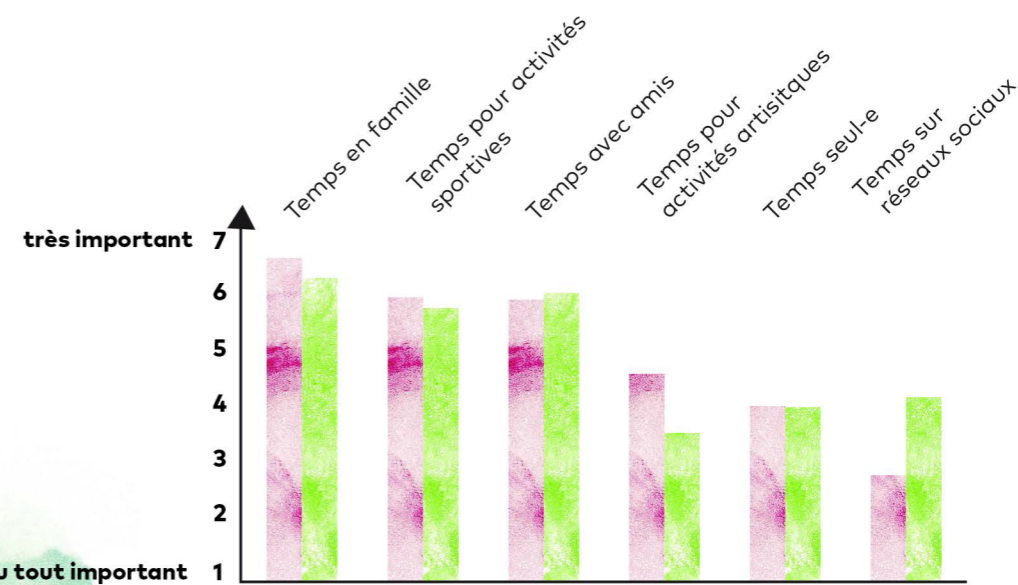 Temps en famille
Temps pour activités
sportives
Temps avec amis
Temps pour
activités artisitques
Temps seul-e
Temps sur
réseaux sociaux
très important 7
6
5
4
3
2
u tout important 1